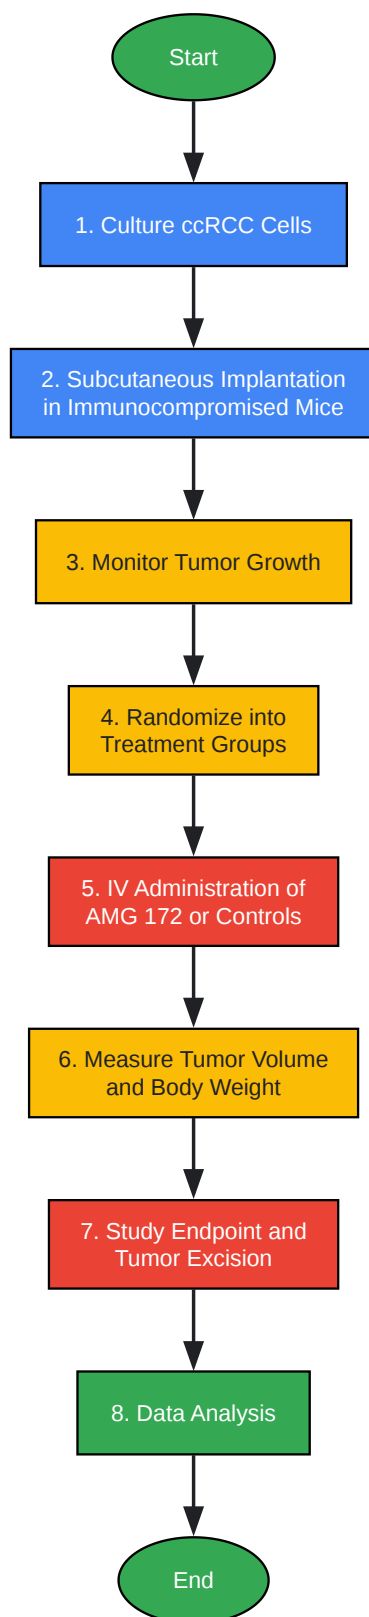 Start
1. Culture ccRCC Cells
2. Subcutaneous Implantation
in Immunocompromised Mice
3. Monitor Tumor Growth
4. Randomize into
Treatment Groups
5. IV Administration of
AMG 172 or Controls
6. Measure Tumor Volume
and Body Weight
7. Study Endpoint and
Tumor Excision
8. Data Analysis
End